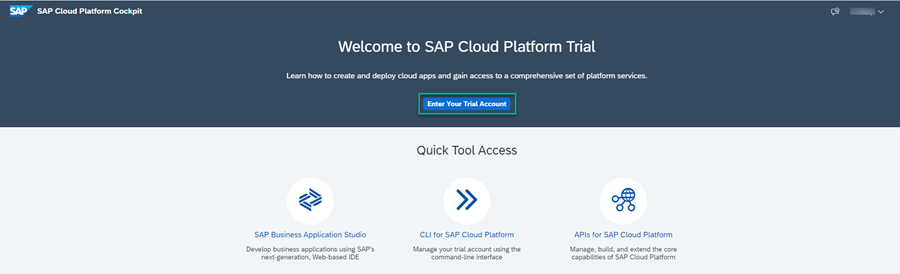 SAP SAP Cloud Platform Cockpit
Welcome to SAP Cloud Platform Trial
Learn how to create and deploy cloud apps and gain access to a comprehensive set of platform services.
Enter Your Trial Account
Quick Tool Access
SAP Business Application Studio
Develop business applications using SAP's
next-generation, Web-based IDE
CLI for SAP Cloud Platform
Manage your trial account using the
command-line interface
APIs for SAP Cloud Platform
Manage, build, and extend the core
capabilities of SAP Cloud Platform